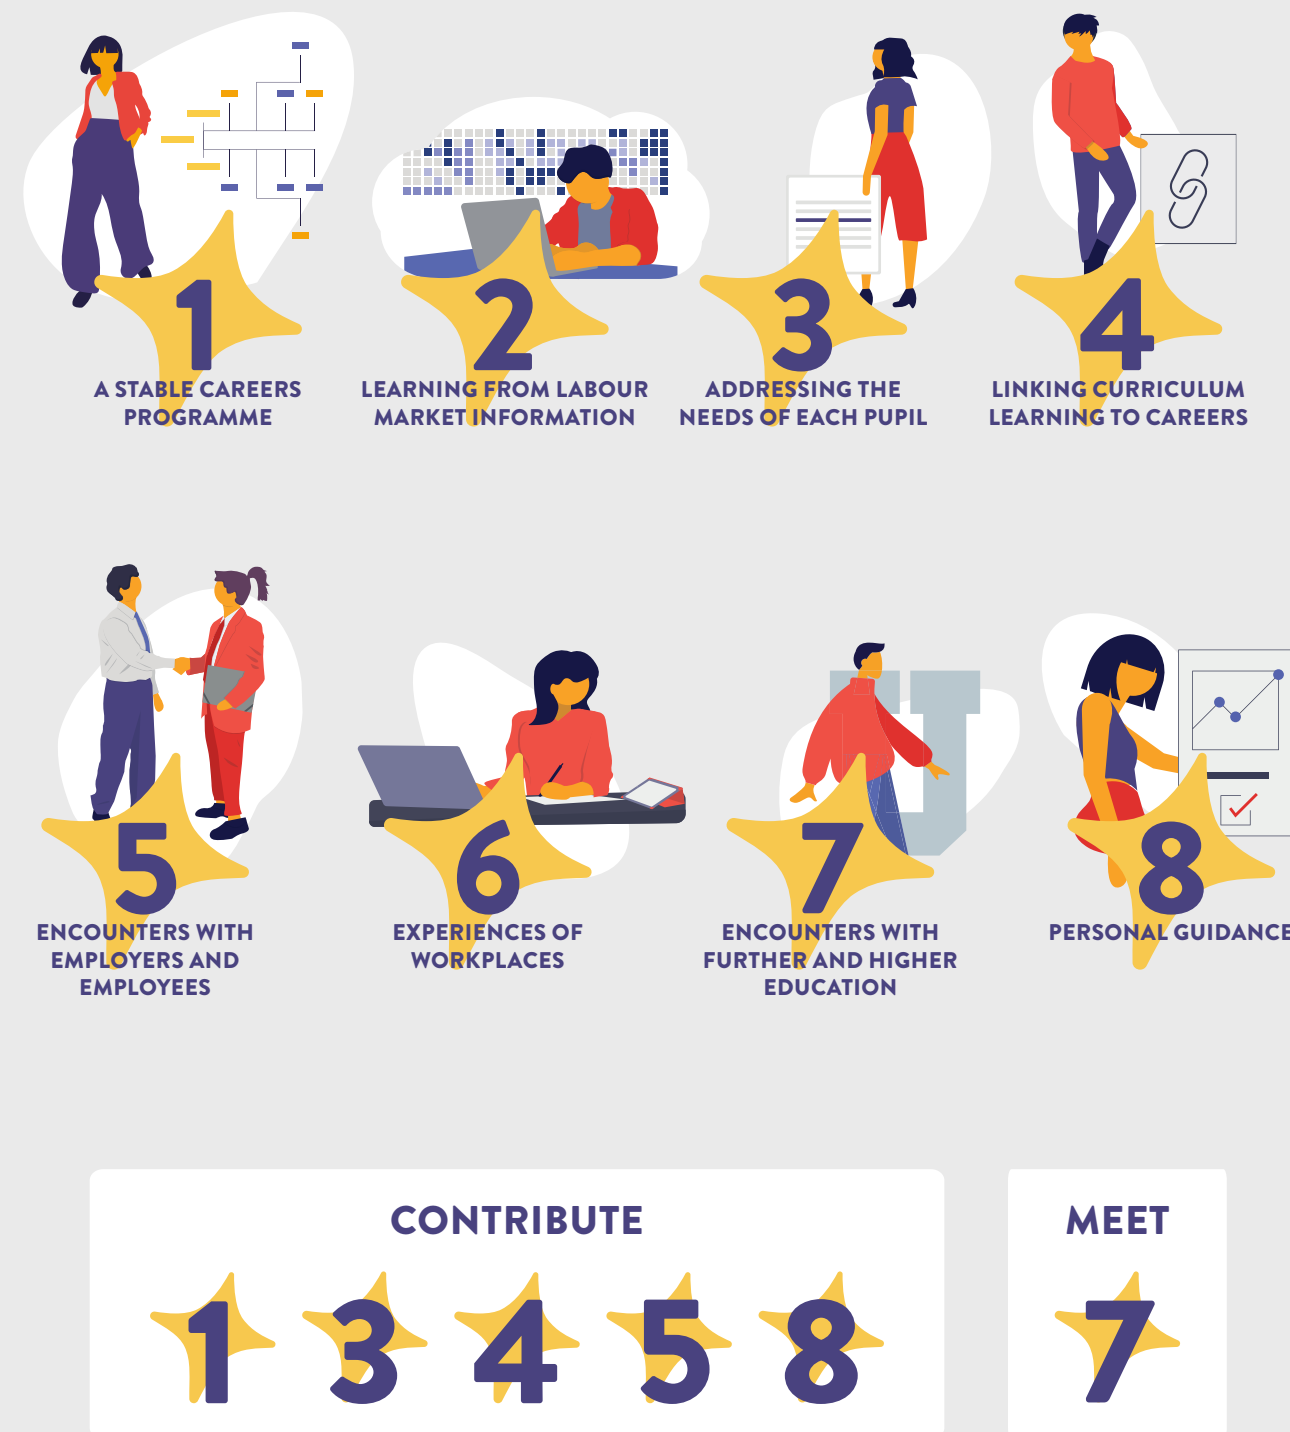 1
A STABLE CAREERS
PROGRAMME
2
LEARNING FROM LABOUR
MARKET INFORMATION
3
ADDRESSING THE
NEEDS OF EACH PUPIL
4
LINKING CURRICULUM
LEARNING TO CAREERS
5
ENCOUNTERS WITH
EMPLOYERS AND
EMPLOYEES
6
EXPERIENCES OF
WORKPLACES
U
7
ENCOUNTERS WITH
FURTHER AND HIGHER
EDUCATION
8
PERSONAL GUIDANCE
CONTRIBUTE
1 3 4 5 8
MEET
7